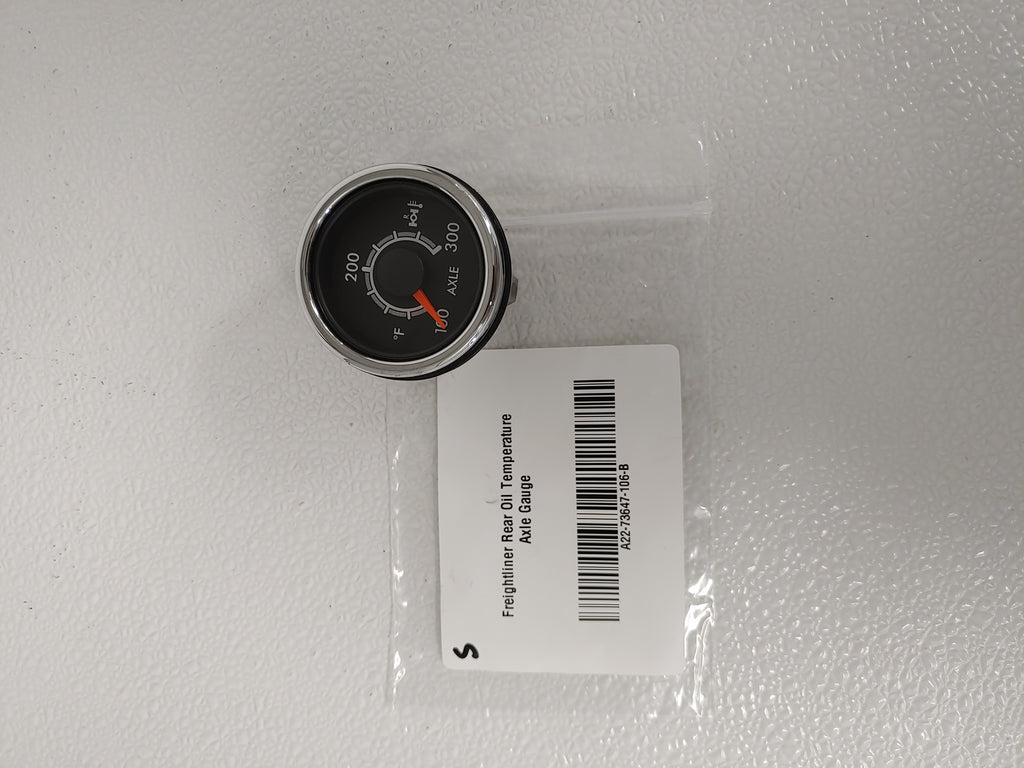 200
300
100
°F
AXLE
R
Freightliner Rear Oil Temperature
Axle Gauge
A22-73647-106-B
S